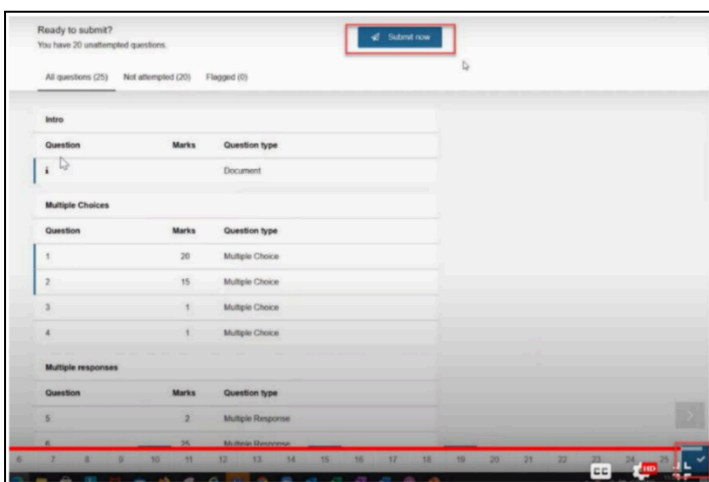 Ready to submit?
You have 20 unattempted questions.
Submit now
All questions (25) Not attempted (20) Flagged (0)
Intro
Question Marks Question type
i Document
Multiple Choices
Question Marks Question type
1 20 Multiple Choice
2 15 Multiple Choice
3 1 Multiple Choice
4 1 Multiple Choice
Multiple responses
Question Marks Question type
5 2 Multiple Response
6 25 Multiple Response
6 7 8 9 10 11 12 13 14 15 16 17 18 19 20 21 22 23 24 25
CC HD